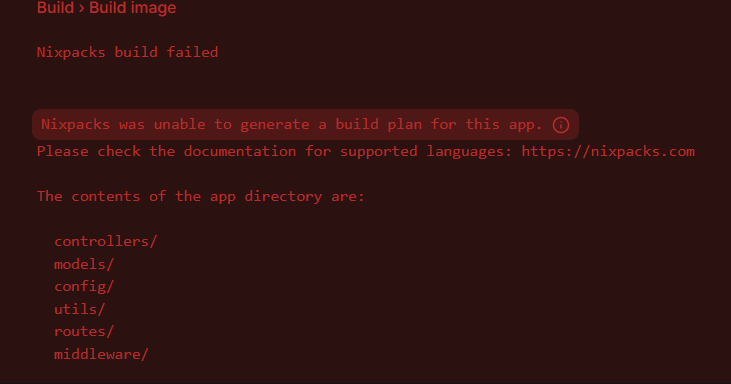 Build › Build image
Nixpacks build failed
Nixpacks was unable to generate a build plan for this app.
Please check the documentation for supported languages: https://nixpacks.com
The contents of the app directory are:
controllers/
models/
config/
utils/
routes/
middleware/